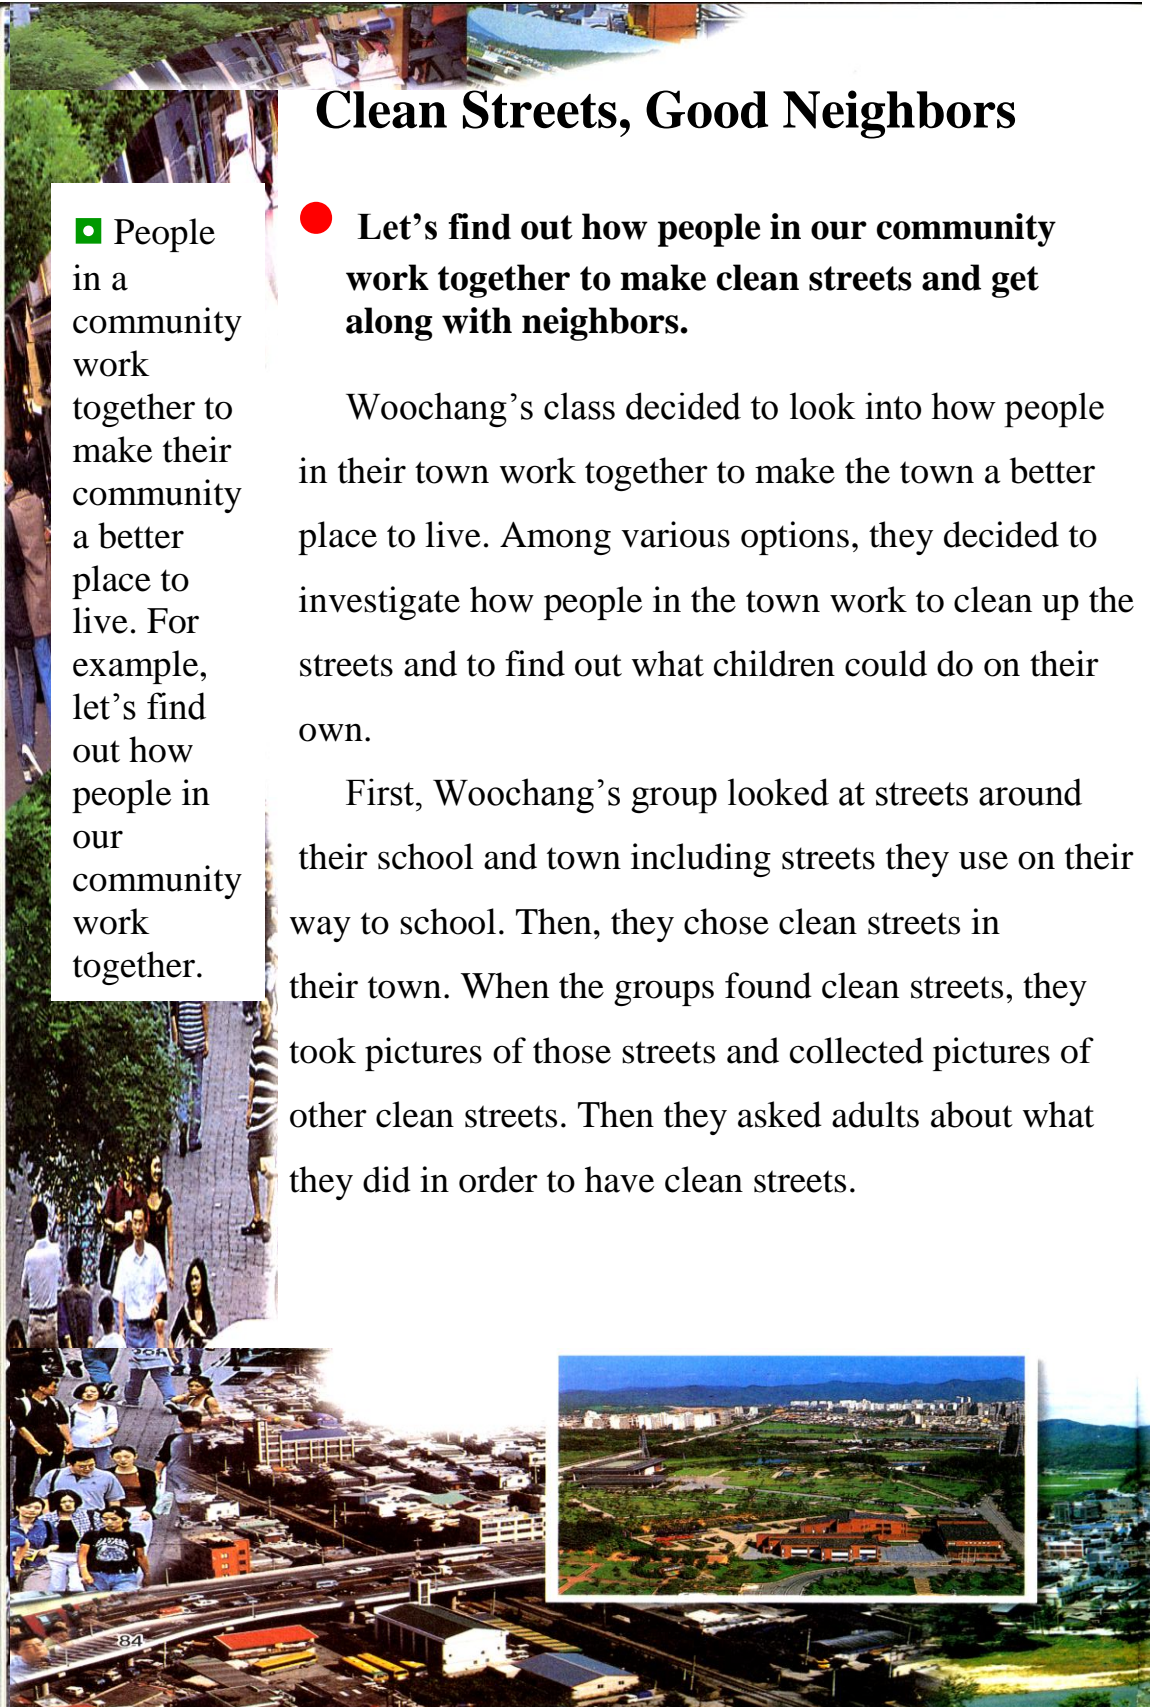 Clean Streets, Good Neighbors
People
in a
community
work
together to
make their
community
a better
place to
live. For
example,
let's find
out how
people in
our
community
work
together.
Let's find out how people in our community
work together to make clean streets and get
along with neighbors.
Woochang's class decided to look into how people
in their town work together to make the town a better
place to live. Among various options, they decided to
investigate how people in the town work to clean up the
streets and to find out what children could do on their
own.
First, Woochang's group looked at streets around
their school and town including streets they use on their
way to school. Then, they chose clean streets in
their town. When the groups found clean streets, they
took pictures of those streets and collected pictures of
other clean streets. Then they asked adults about what
they did in order to have clean streets.
84